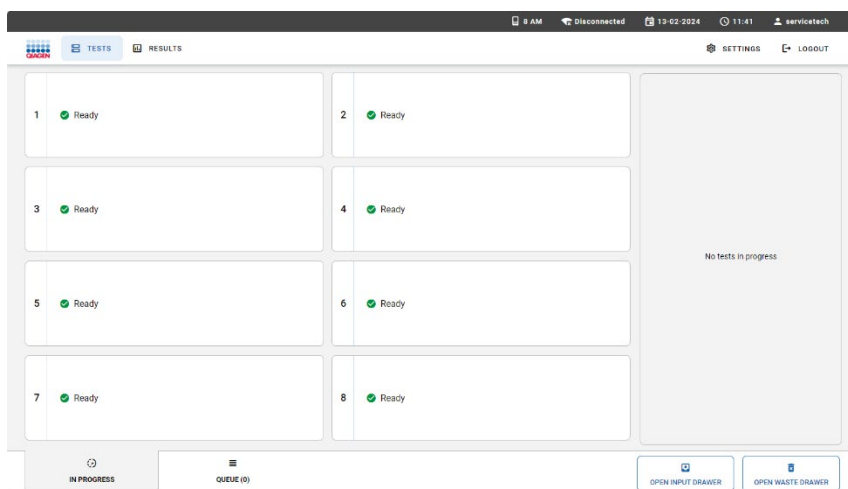 8 AM Disconnected 13-02-2024 11:41 servicetech
QIAGEN TESTS RESULTS SETTINGS LOGOUT
1 Ready 2 Ready
3 Ready 4 Ready
No tests in progress
5 Ready 6 Ready
7 Ready 8 Ready
IN PROGRESS QUEUE (0) OPEN INPUT DRAWER OPEN WASTE DRAWER